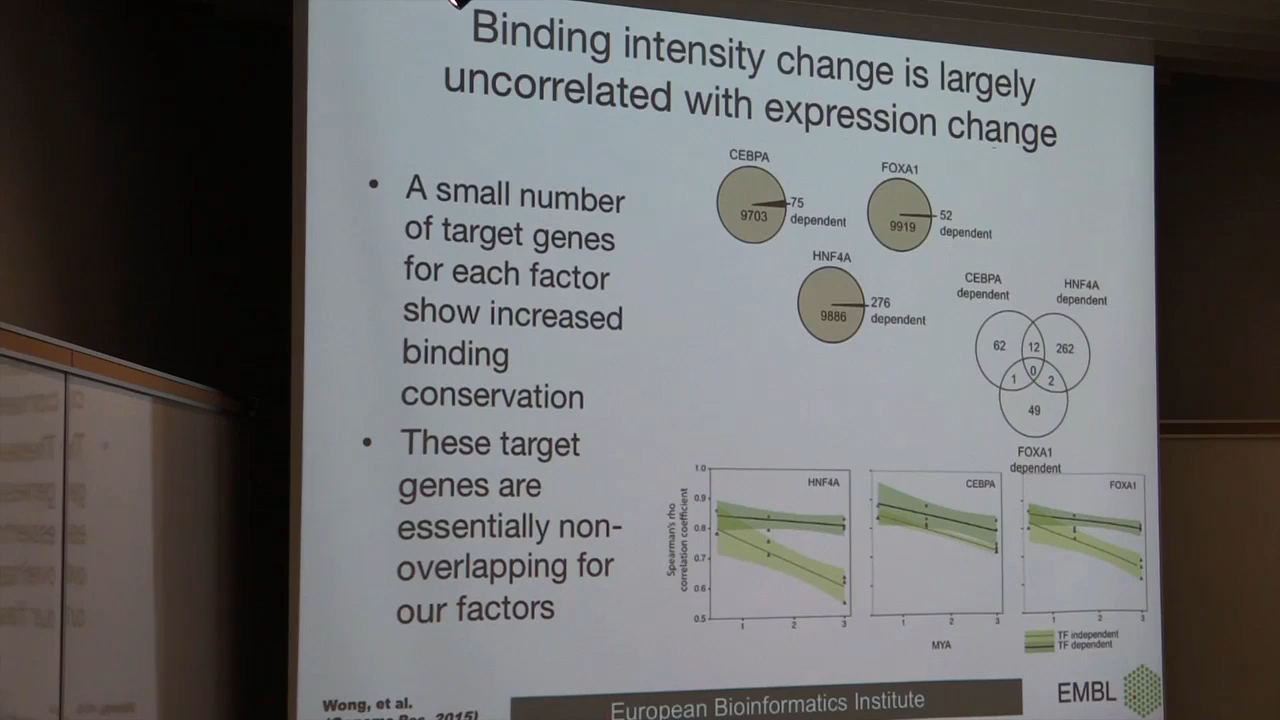 Binding intensity change is largely
uncorrelated with expression change
• A small number
of target genes
for each factor
show increased
binding
conservation
• These target
genes are
essentially non-
overlapping for
our factors
CEBPA
9703
75
dependent
FOXA1
9919
52
dependent
HNF4A
9886
276
dependent
CEBPA
dependent
HNF4A
dependent
62
12
262
0
1
2
49
FOXA1
dependent
Spearman's rho
correlation coefficient
1.0
0.9
0.8
0.7
0.6
0.5
HNF4A
1 2 3
CEBPA
1 2 3
FOXA1
1 2 3
MYA
TF independent
TF dependent
Wong, et al.
2015)
European Bioinformatics Institute
EMBL